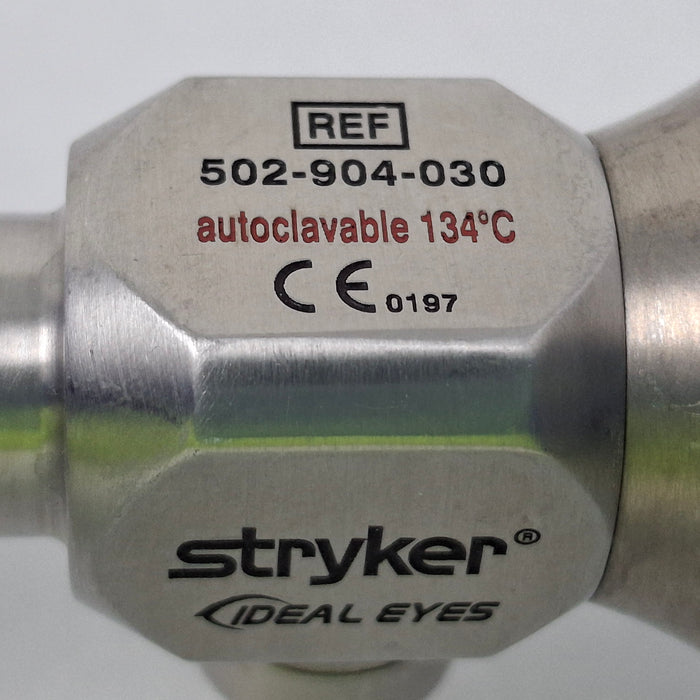 REF
502-904-030
autoclavable 134°C
CE 0197
stryker®
IDEAL EYES